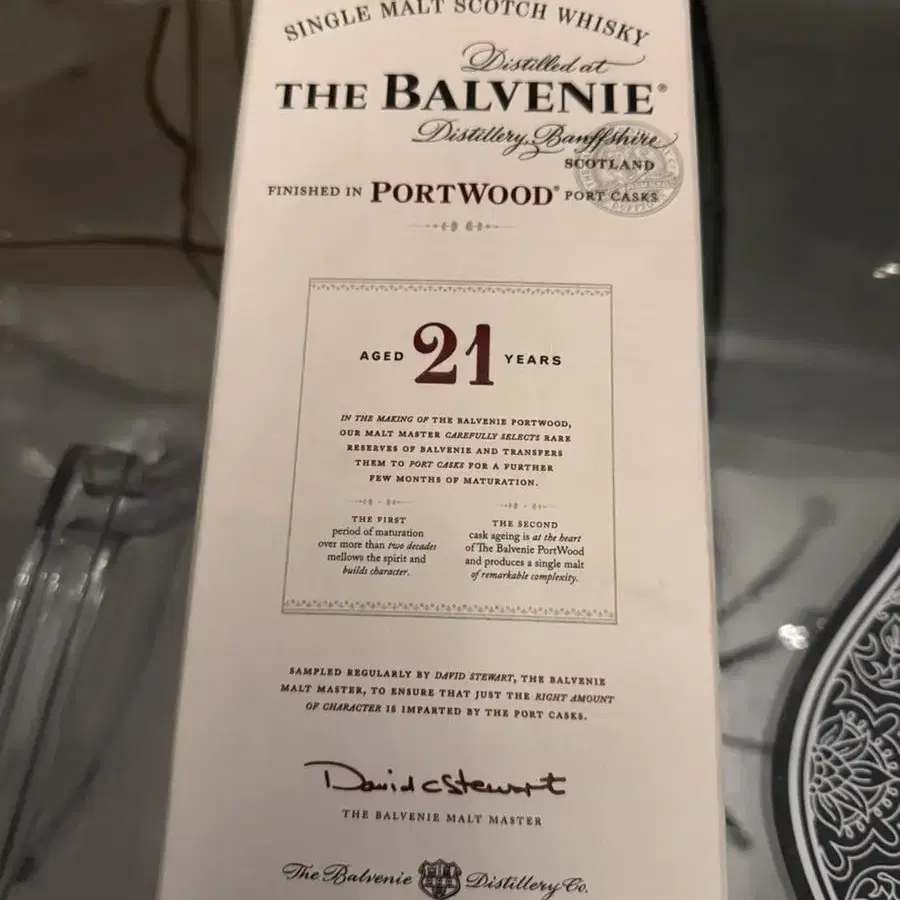 SINGLE MALT SCOTCH WHISKY
Distilled at
THE BALVENIE®
Distillery, Banffshire
SCOTLAND
FINISHED IN PORTWOOD® PORT CASKS
AGED 21 YEARS
IN THE MAKING OF THE BALVENIE PORTWOOD,
OUR MALT MASTER CAREFULLY SELECTS RARE
RESERVES OF BALVENIE AND TRANSFERS
THEM TO PORT CASKS FOR A FURTHER
FEW MONTHS OF MATURATION.
THE FIRST
period of maturation
over more than two decades
mellows the spirit and
builds character.
THE SECOND
cask ageing is at the heart
of The Balvenie PortWood
and produces a single malt
of remarkable complexity.
SAMPLED REGULARLY BY DAVID STEWART, THE BALVENIE
MALT MASTER, TO ENSURE THAT JUST THE RIGHT AMOUNT
OF CHARACTER IS IMPARTED BY THE PORT CASKS.
David C Stewart
THE BALVENIE MALT MASTER
The Balvenie Distillery Co.